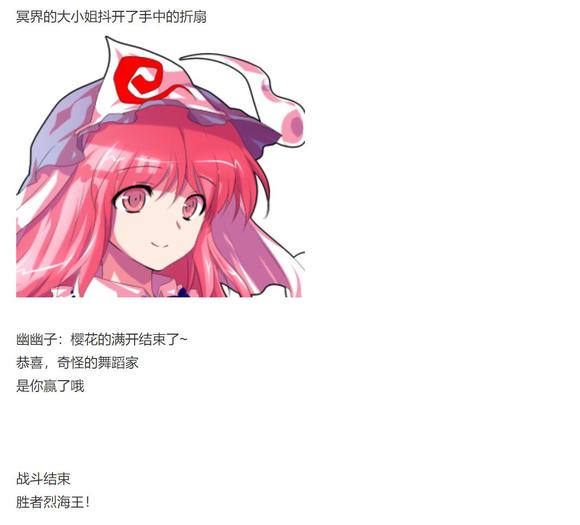 冥界的大小姐抖开了手中的折扇
幽幽子：樱花的满开结束了~
恭喜，奇怪的舞蹈家
是你赢了哦
战斗结束
胜者烈海王！